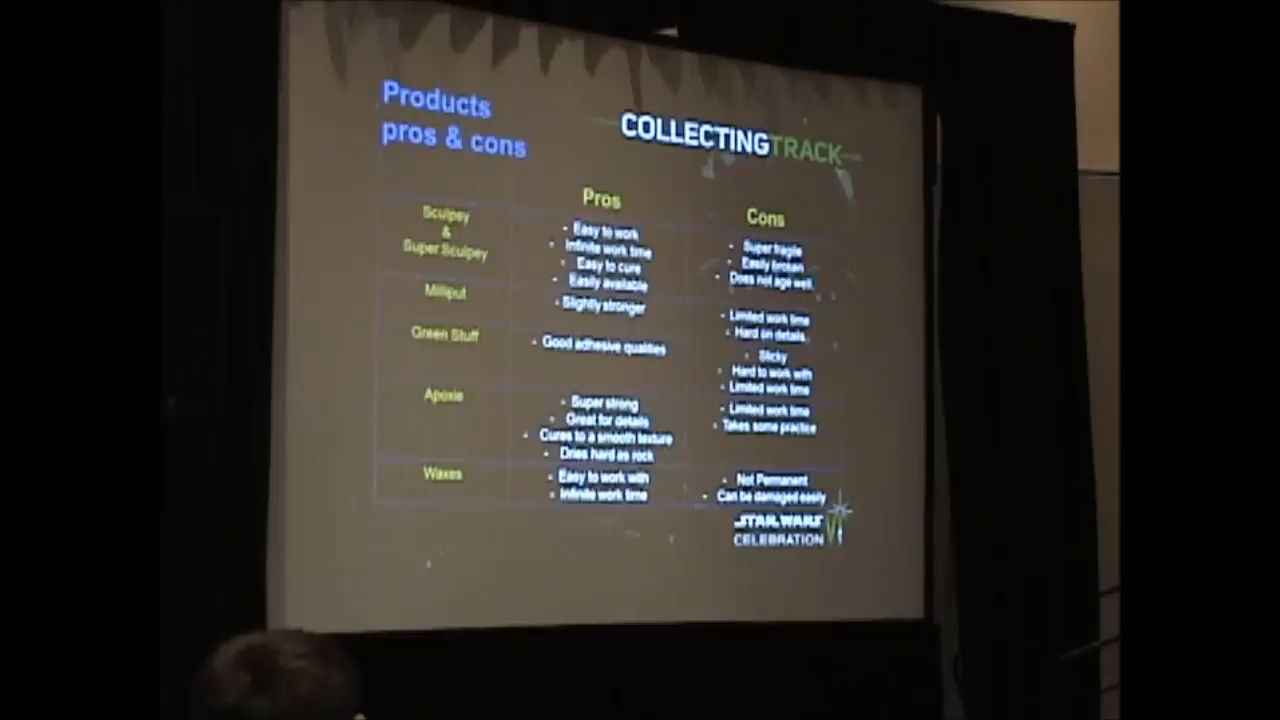 Products
pros & cons
COLLECTINGTRACK
Pros
Cons
Sculpey
&
Super Sculpey
- Easy to work
- Infinite work time
- Easy to cure
- Easily available
- Super fragile
- Easily broken
- Does not age well
Milliput
- Slightly stronger
- Limited work time
- Hard on details
Green Stuff
- Good adhesive qualities
- Sticky
- Hard to work with
- Limited work time
Apoxie
- Super strong
- Great for details
- Cures to a smooth texture
- Dries hard as rock
- Limited work time
- Takes some practice
Waxes
- Easy to work with
- Infinite work time
- Not Permanent
- Can be damaged easily
STAR WARS
CELEBRATION VI